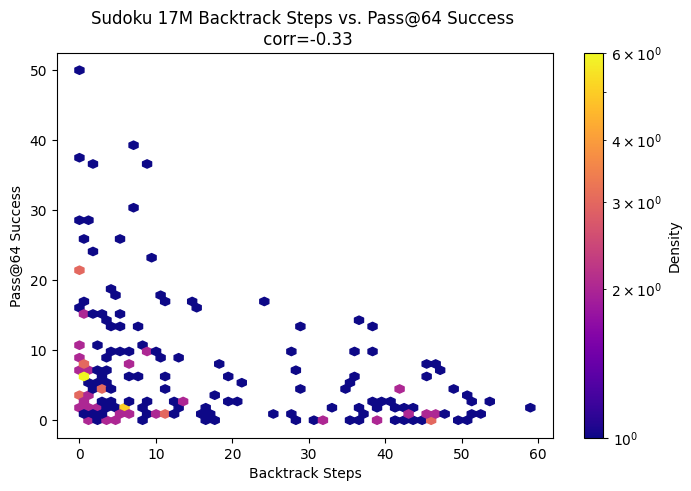 Sudoku 17M Backtrack Steps vs. Pass@64 Success
corr=-0.33
50
40
30
20
10
0
Pass@64 Success
0
10
20
30
40
50
60
Backtrack Steps
6 × 10⁰
4 × 10⁰
3 × 10⁰
2 × 10⁰
10⁰
Density